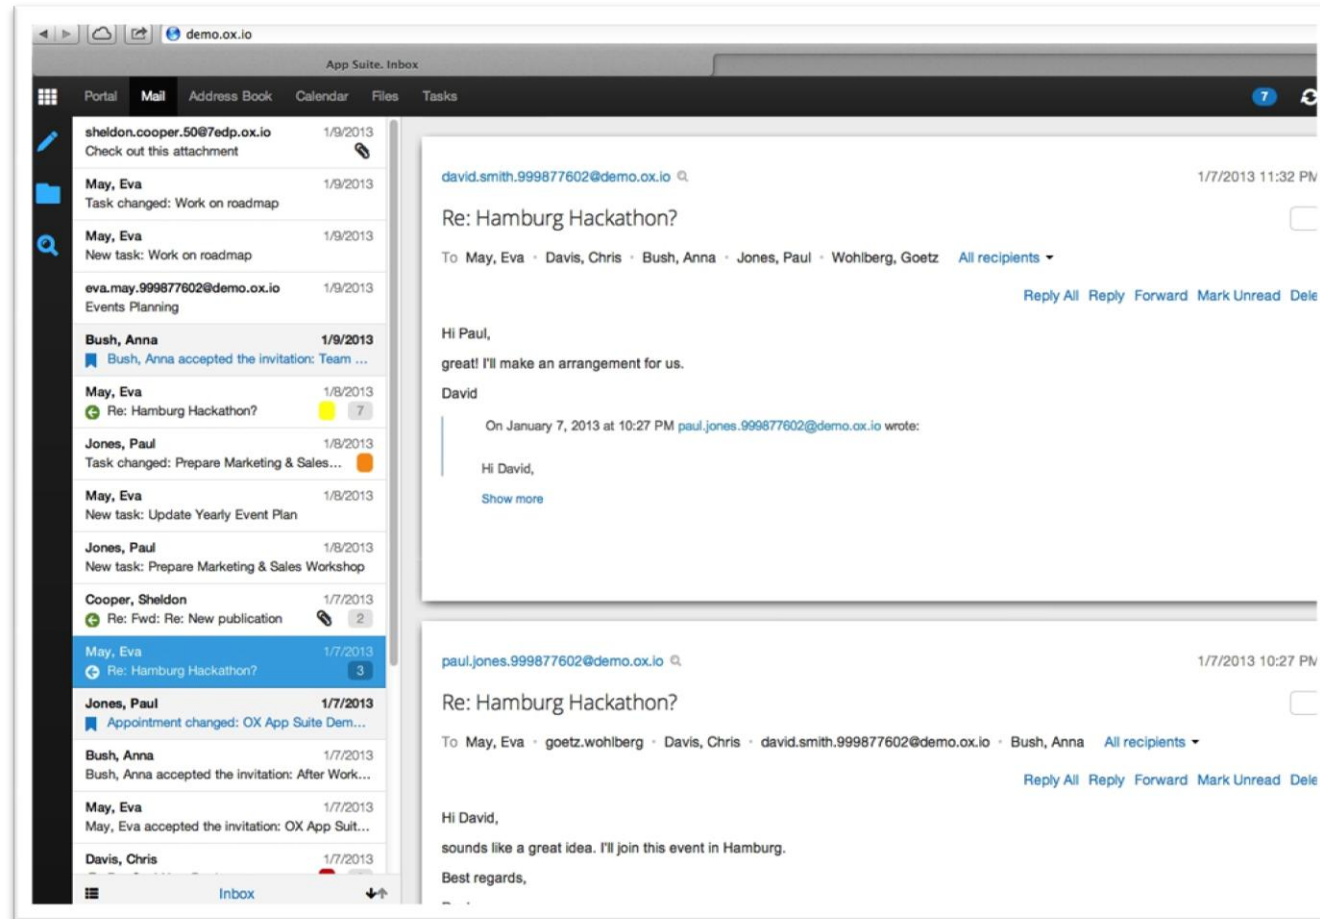 demo.ox.io
App Suite. Inbox
Portal Mail Address Book Calendar Files Tasks 7
sheldon.cooper.50@7edp.ox.io 1/9/2013
Check out this attachment
May, Eva 1/9/2013
Task changed: Work on roadmap
May, Eva 1/9/2013
New task: Work on roadmap
eva.may.999877602@demo.ox.io 1/9/2013
Events Planning
Bush, Anna 1/9/2013
Bush, Anna accepted the invitation: Team ...
May, Eva 1/8/2013
Re: Hamburg Hackathon? 7
Jones, Paul 1/8/2013
Task changed: Prepare Marketing & Sales...
May, Eva 1/8/2013
New task: Update Yearly Event Plan
Jones, Paul 1/8/2013
New task: Prepare Marketing & Sales Workshop
Cooper, Sheldon 1/7/2013
Re: Fwd: Re: New publication 2
May, Eva 1/7/2013
Re: Hamburg Hackathon? 3
Jones, Paul 1/7/2013
Appointment changed: OX App Suite Dem...
Bush, Anna 1/7/2013
Bush, Anna accepted the invitation: After Work...
May, Eva 1/7/2013
May, Eva accepted the invitation: OX App Suit...
Davis, Chris 1/7/2013
Inbox
david.smith.999877602@demo.ox.io 1/7/2013 11:32 PM
Re: Hamburg Hackathon?
To May, Eva Davis, Chris Bush, Anna Jones, Paul Wohlberg, Goetz All recipients
Reply All Reply Forward Mark Unread Dele
Hi Paul,
great! I'll make an arrangement for us.
David
On January 7, 2013 at 10:27 PM paul.jones.999877602@demo.ox.io wrote:
Hi David,
Show more
paul.jones.999877602@demo.ox.io 1/7/2013 10:27 PM
Re: Hamburg Hackathon?
To May, Eva goetz.wohlberg Davis, Chris david.smith.999877602@demo.ox.io Bush, Anna All recipients
Reply All Reply Forward Mark Unread Dele
Hi David,
sounds like a great idea. I'll join this event in Hamburg.
Best regards,